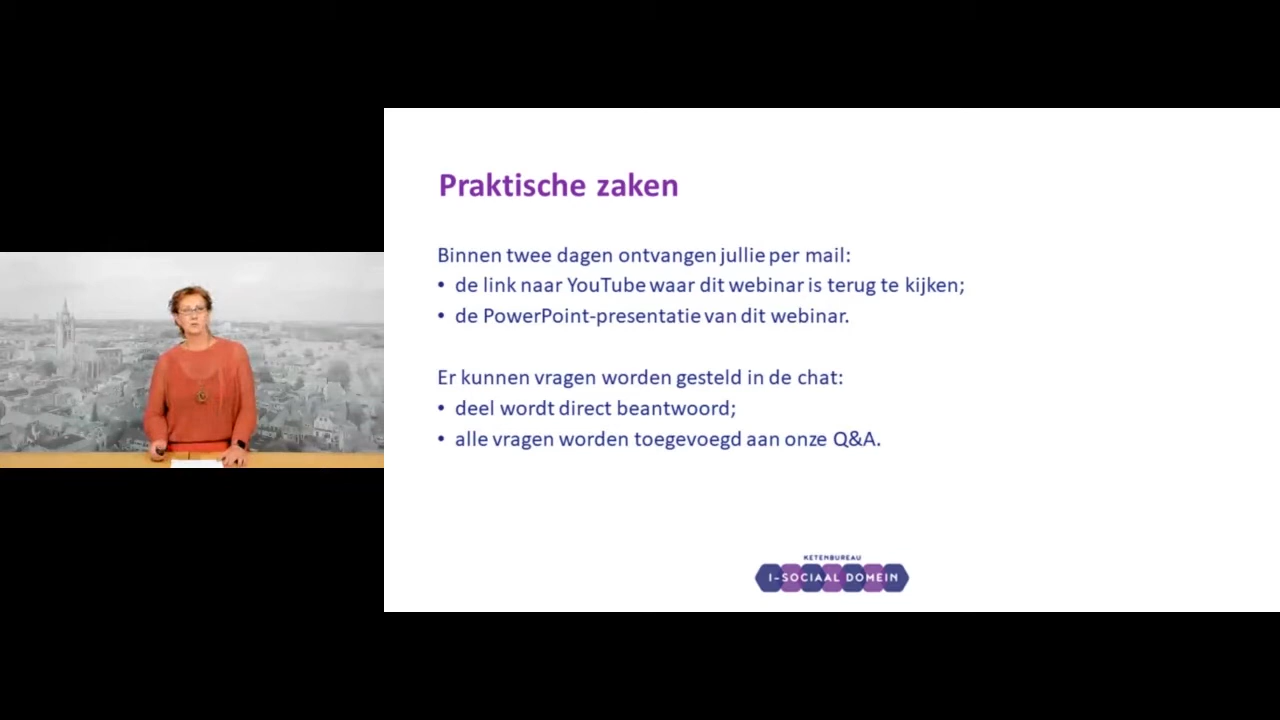 Praktische zaken
Binnen twee dagen ontvangen jullie per mail:
• de link naar YouTube waar dit webinar is terug te kijken;
• de PowerPoint-presentatie van dit webinar.
Er kunnen vragen worden gesteld in de chat:
• deel wordt direct beantwoord;
• alle vragen worden toegevoegd aan onze Q&A.
KETENBUREAU
I-SOCIAAL DOMEIN